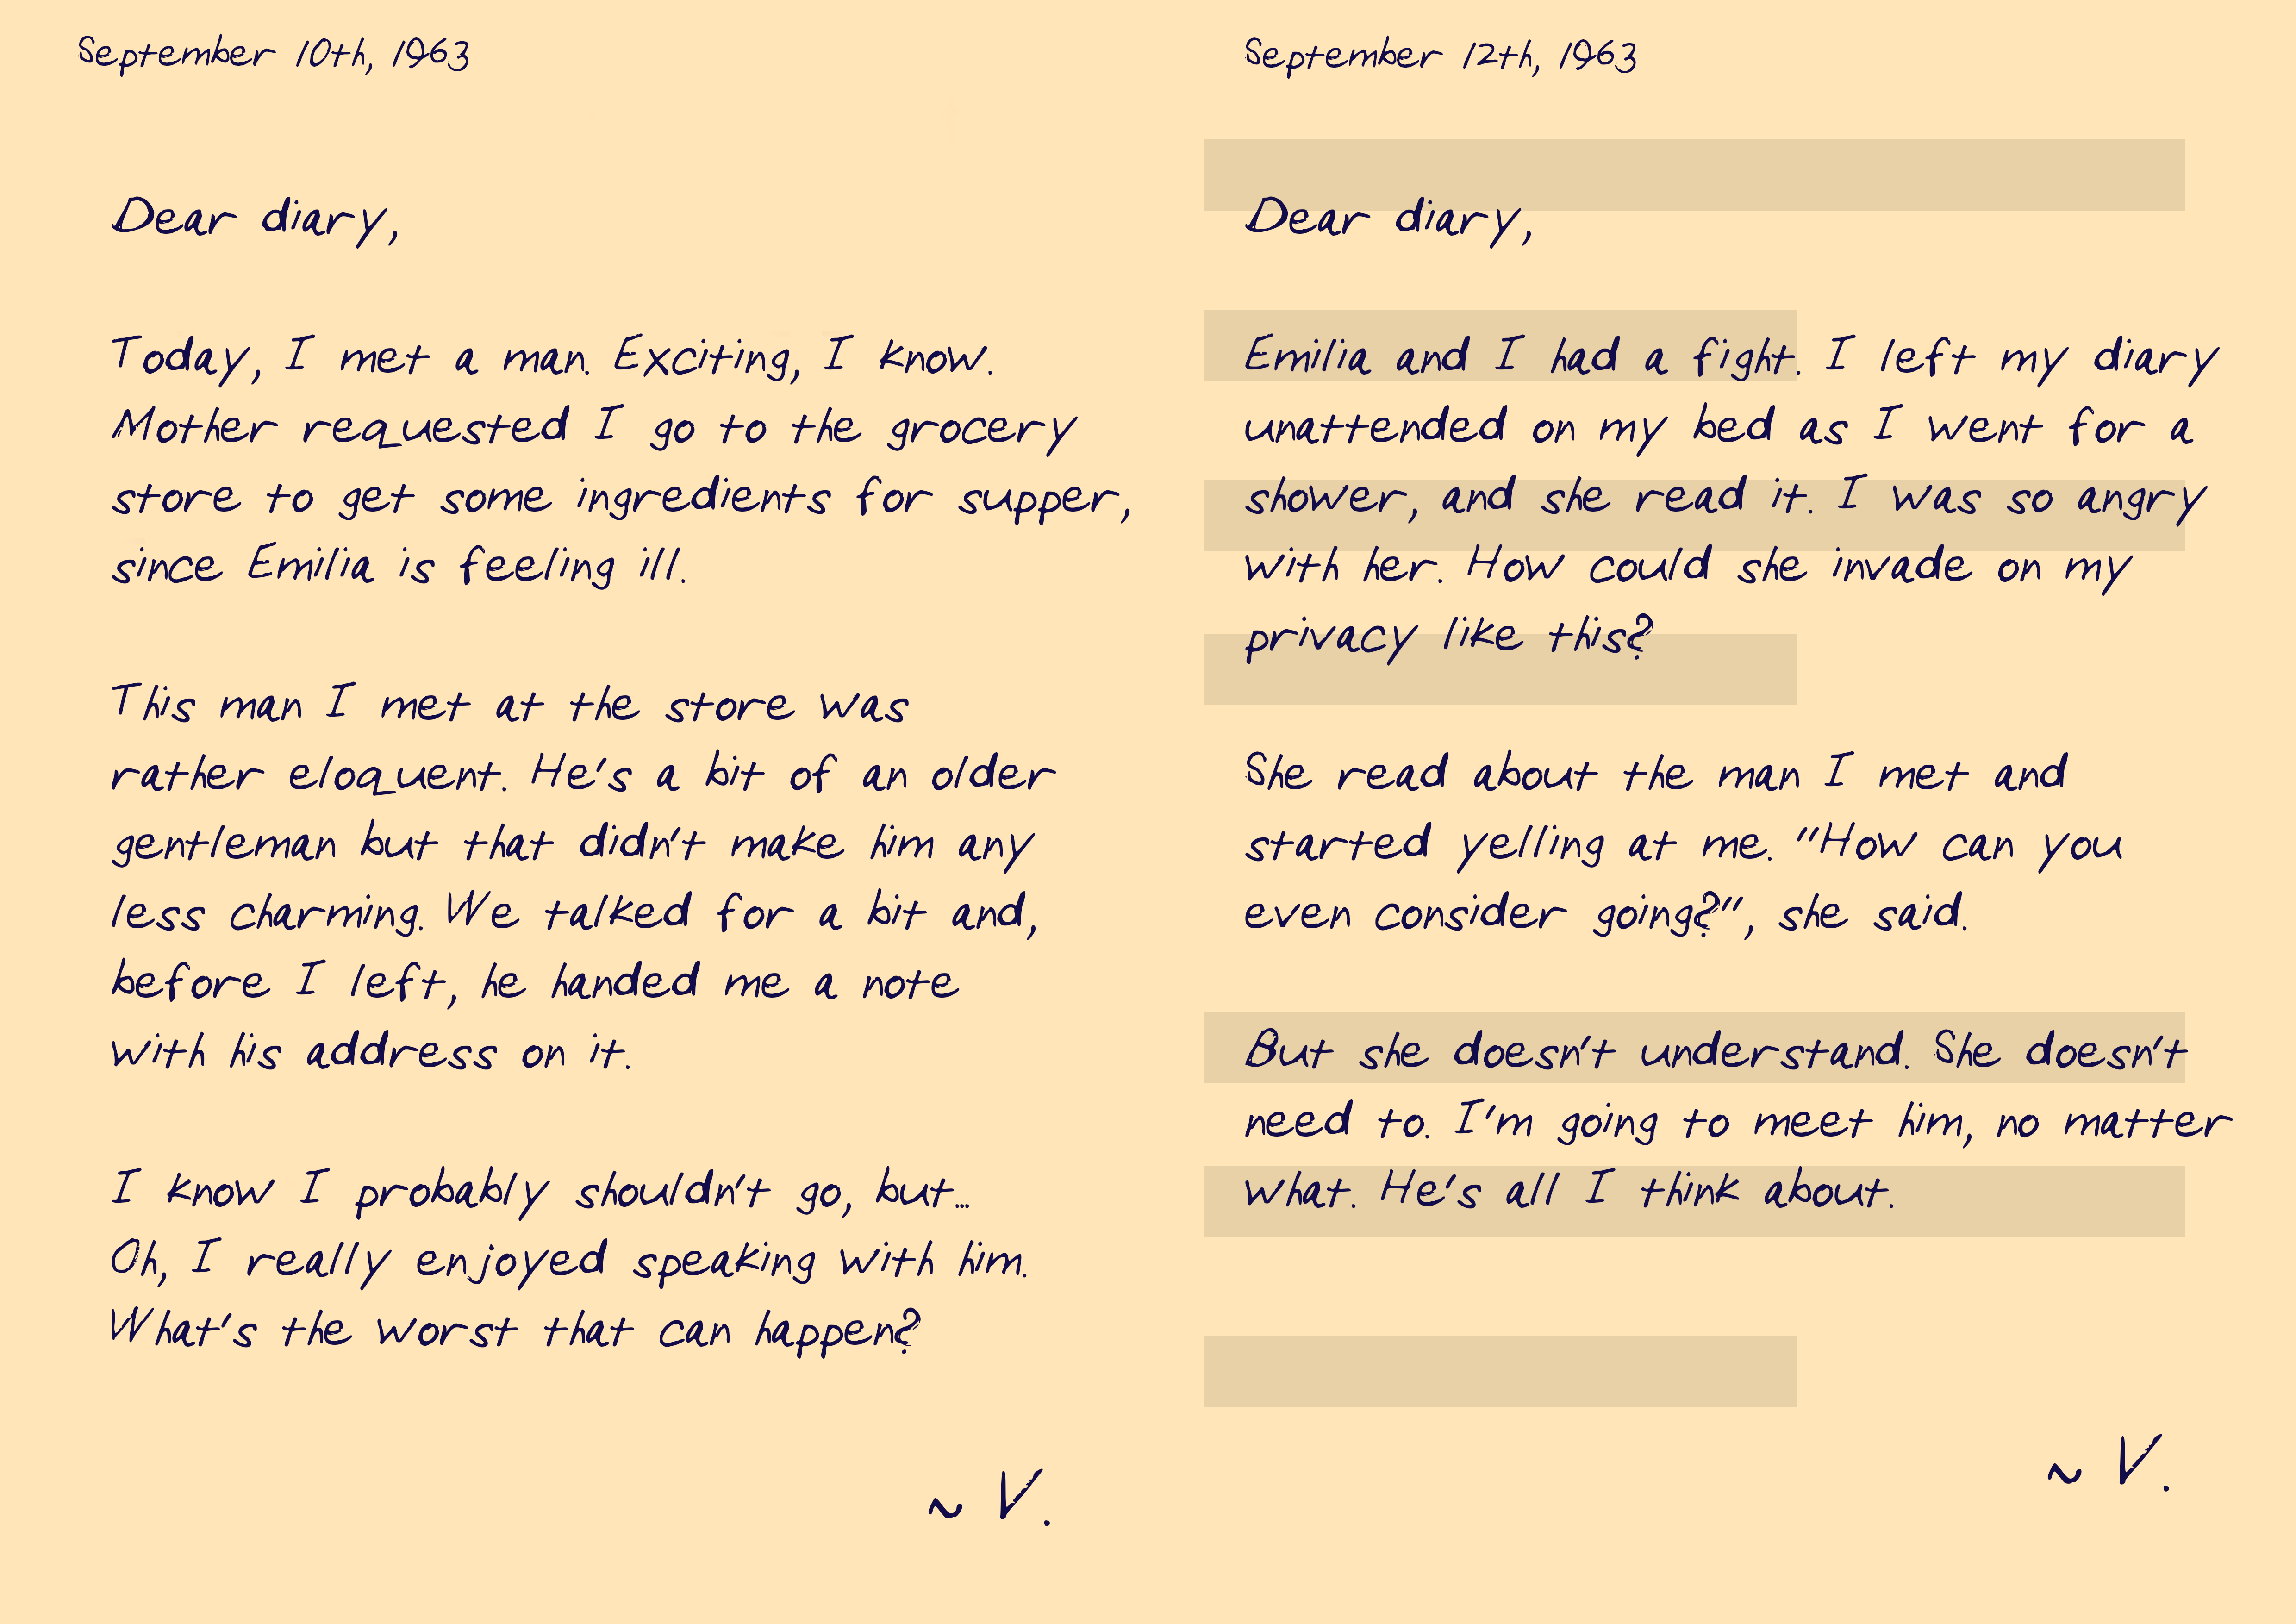 September 10th, 1963
Dear diary,
Today, I met a man. Exciting, I know.
Mother requested I go to the grocery
store to get some ingredients for supper,
since Emilia is feeling ill.
This man I met at the store was
rather eloquent. He's a bit of an older
gentleman but that didn't make him any
less charming. We talked for a bit and,
before I left, he handed me a note
with his address on it.
I know I probably shouldn't go, but...
Oh, I really enjoyed speaking with him.
What's the worst that can happen?
~ V.
September 12th, 1963
Dear diary,
Emilia and I had a fight. I left my diary
unattended on my bed as I went for a
shower, and she read it. I was so angry
with her. How could she invade on my
privacy like this?
She read about the man I met and
started yelling at me. "How can you
even consider going?", she said.
But she doesn't understand. She doesn't
need to. I'm going to meet him, no matter
what. He's all I think about.
~ V.